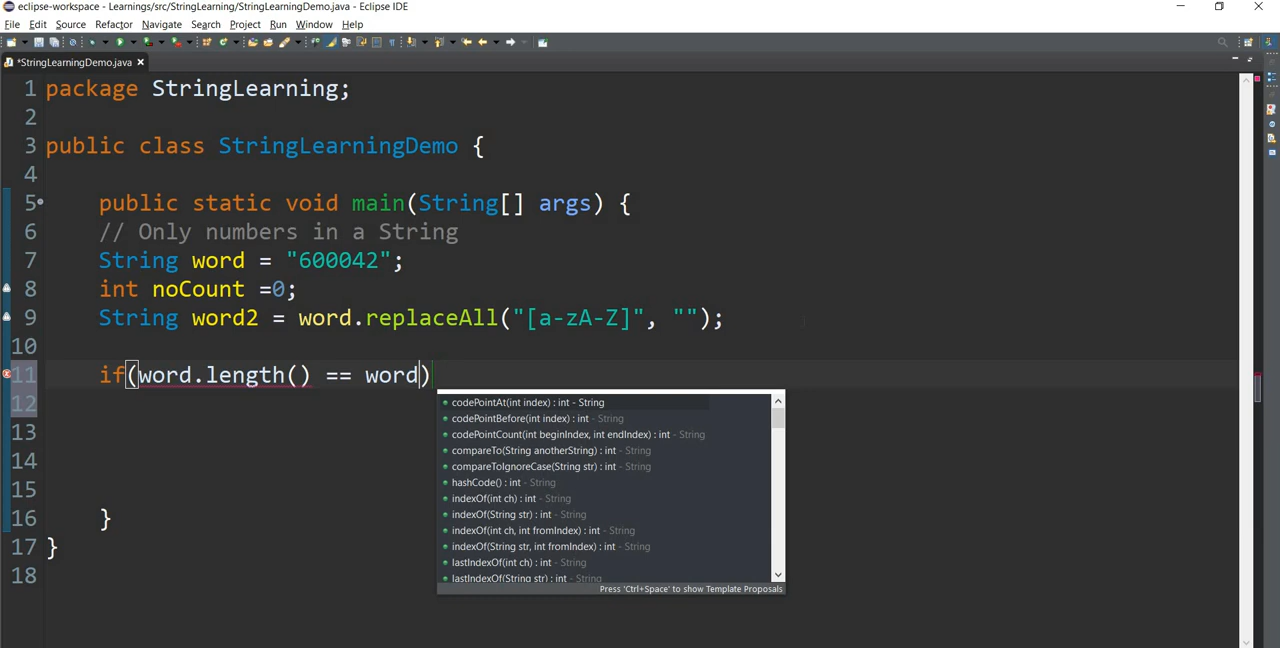 eclipse-workspace - Learnings/src/StringLearning/StringLearningDemo.java - Eclipse IDE
File Edit Source Refactor Navigate Search Project Run Window Help
*StringLearningDemo.java
1 package StringLearning;
2
3 public class StringLearningDemo {
4
5 public static void main(String[] args) {
6 // Only numbers in a String
7 String word = "600042";
8 int noCount =0;
9 String word2 = word.replaceAll("[a-zA-Z]", "");
10
11 if(word.length() == word)
12
codePointAt(int index) : int - String
codePointBefore(int index) : int - String
13
codePointCount(int beginIndex, int endIndex) : int - String
compareTo(String anotherString) : int - String
14
compareToIgnoreCase(String str) : int - String
hashCode() : int - String
15
indexOf(int ch) : int - String
indexOf(String str) : int - String
16 }
indexOf(int ch, int fromIndex) : int - String
17 }
indexOf(String str, int fromIndex) : int - String
lastIndexOf(int ch) : int - String
18
lastIndexOf(String str) : int - String
Press 'Ctrl+Space' to show Template Proposals